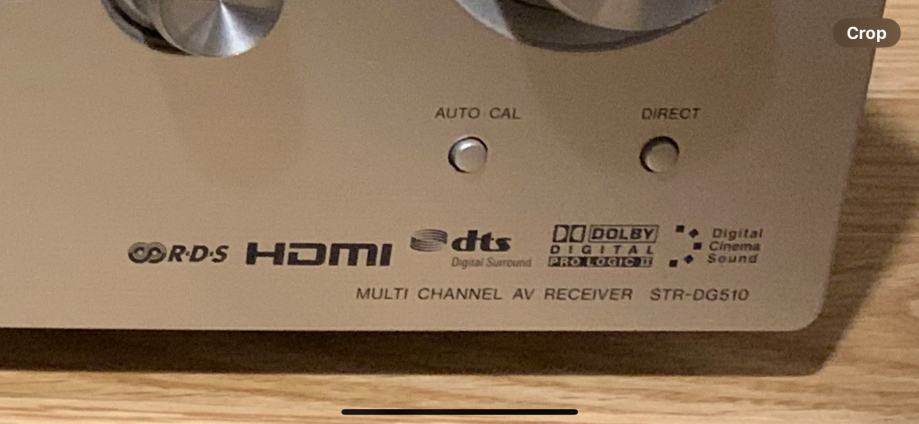 Crop
AUTO CAL
DIRECT
R·D·S HDMI dts Digital Surround
DOLBY
DIGITAL
PRO LOGIC II
Digital
Cinema
Sound
MULTI CHANNEL AV RECEIVER STR-DG510